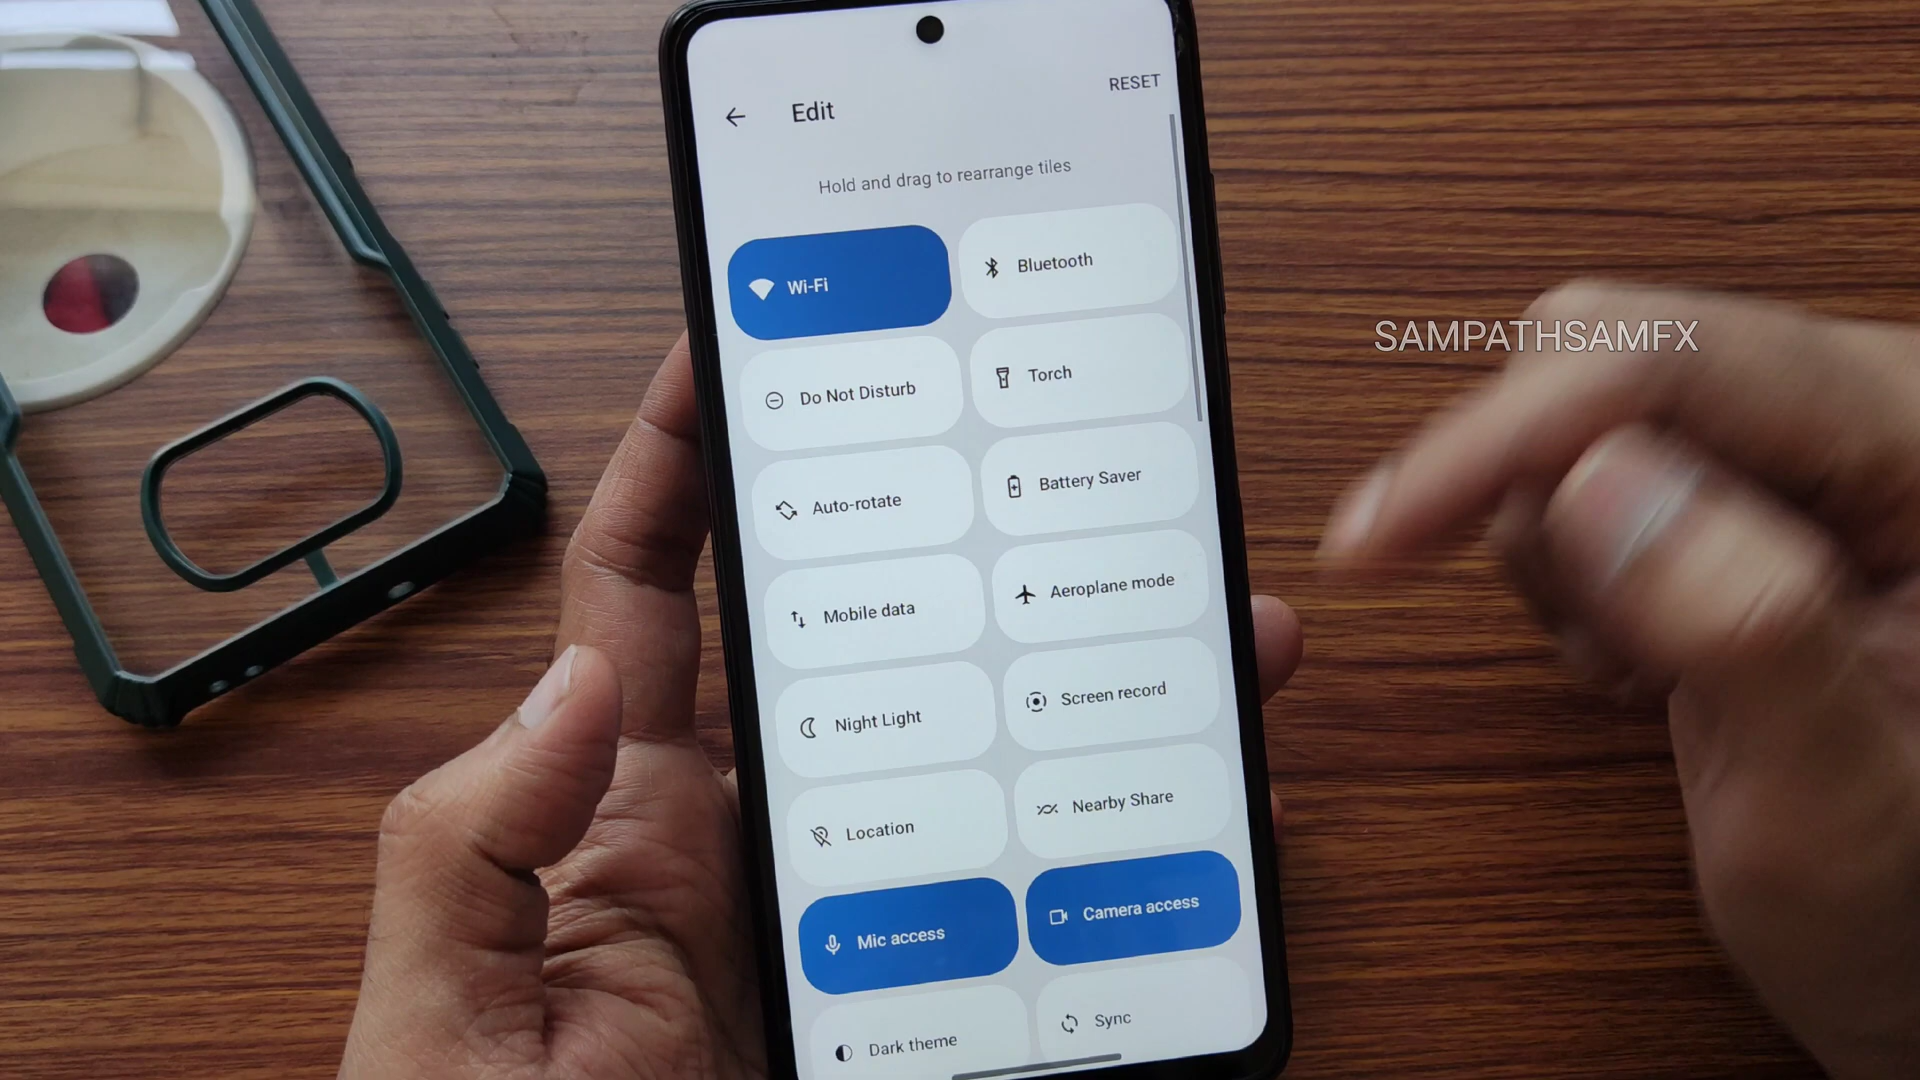 RESET
Edit
Hold and drag to rearrange tiles
Wi-Fi
Bluetooth
Do Not Disturb
Torch
Auto-rotate
Battery Saver
Mobile data
Aeroplane mode
Night Light
Screen record
Location
Nearby Share
Mic access
Camera access
Dark theme
Sync
SAMPATHSAMFX